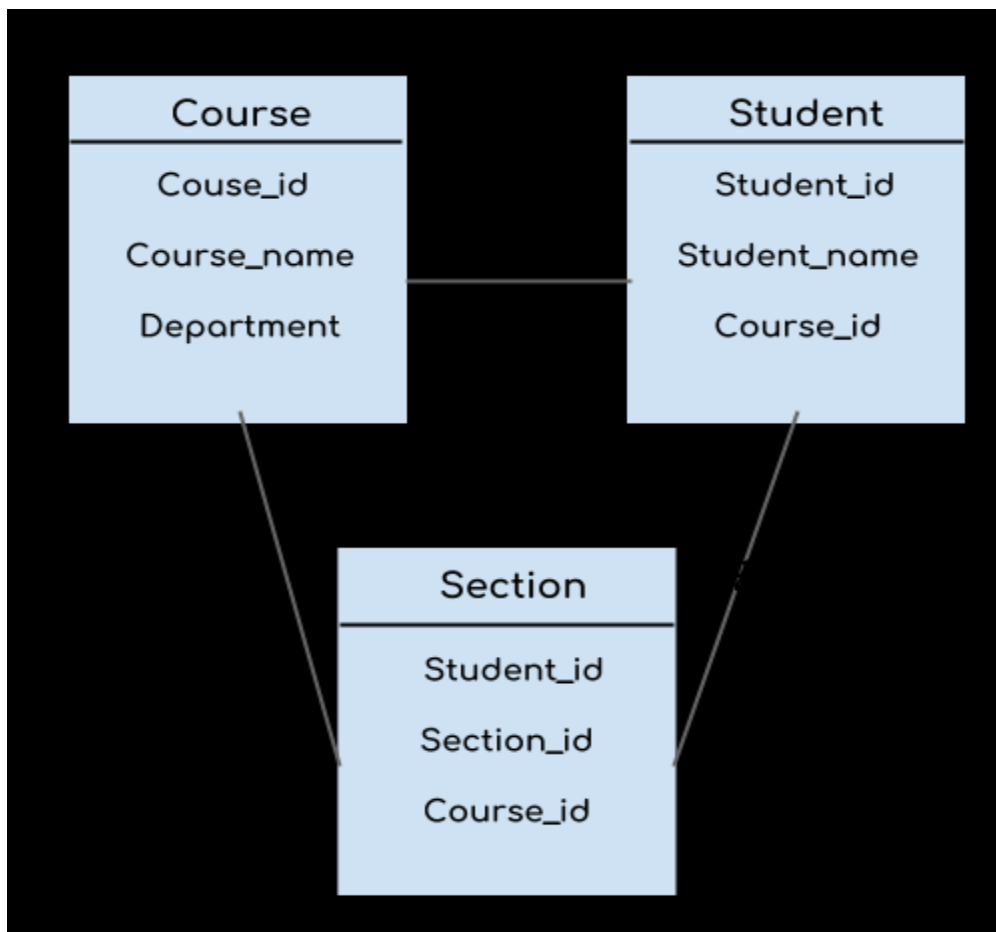 Course
Couse_id
Course_name
Department
Student
Student_id
Student_name
Course_id
Section
Student_id
Section_id
Course_id